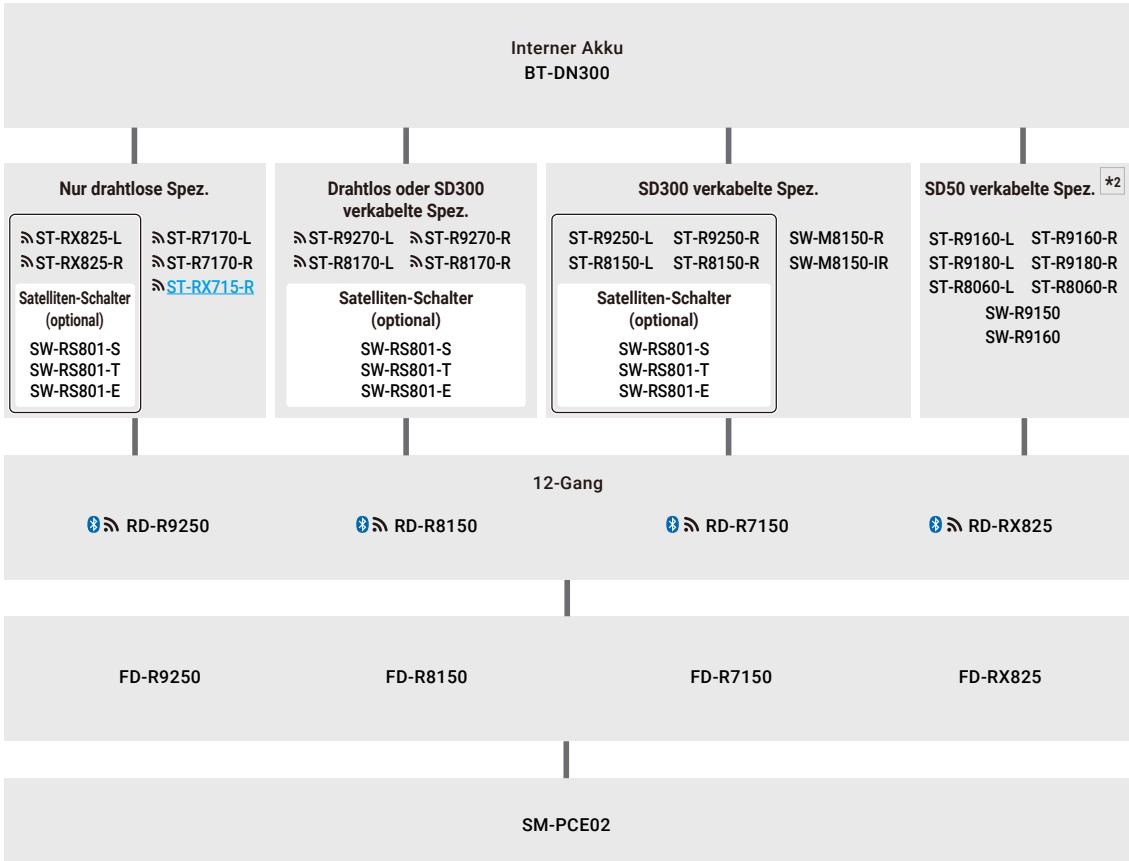 Interner Akku
BT-DN300
Nur drahtlose Spez.
ST-RX825-L
ST-RX825-R
Satelliten-Schalter
(optional)
SW-RS801-S
SW-RS801-T
SW-RS801-E
ST-R7170-L
ST-R7170-R
ST-RX715-R
Drahtlos oder SD300
verkabelte Spez.
ST-R9270-L ST-R9270-R
ST-R8170-L ST-R8170-R
Satelliten-Schalter
(optional)
SW-RS801-S
SW-RS801-T
SW-RS801-E
SD300 verkabelte Spez.
ST-R9250-L ST-R9250-R
ST-R8150-L ST-R8150-R
Satelliten-Schalter
(optional)
SW-RS801-S
SW-RS801-T
SW-RS801-E
SW-M8150-R
SW-M8150-IR
SD50 verkabelte Spez. *2
ST-R9160-L ST-R9160-R
ST-R9180-L ST-R9180-R
ST-R8060-L ST-R8060-R
SW-R9150
SW-R9160
12-Gang
RD-R9250 RD-R8150 RD-R7150 RD-RX825
FD-R9250 FD-R8150 FD-R7150 FD-RX825
SM-PCE02